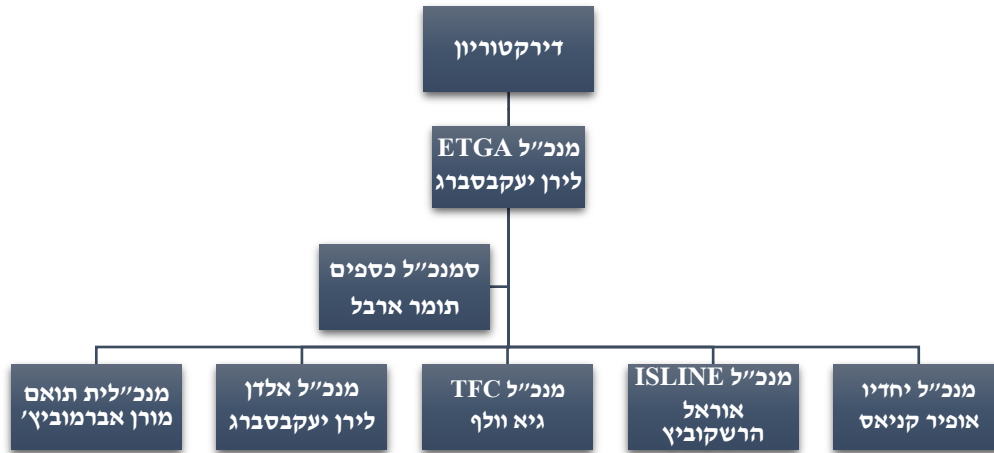 דירקטוריון
מנכ״ל ETGA
לירן יעקבסברג
סמנכ״ל כספים
תומר ארבל
מנכ״ל יחדיו
אופיר קניאס
מנכ״ל ISLINE
אוראל
הרשקוביץ
מנכ״ל TFC
גיא וולף
מנכ״ל אלדן
לירן יעקבסברג
מנכ״לית תואם
מורן אברמוביץ'